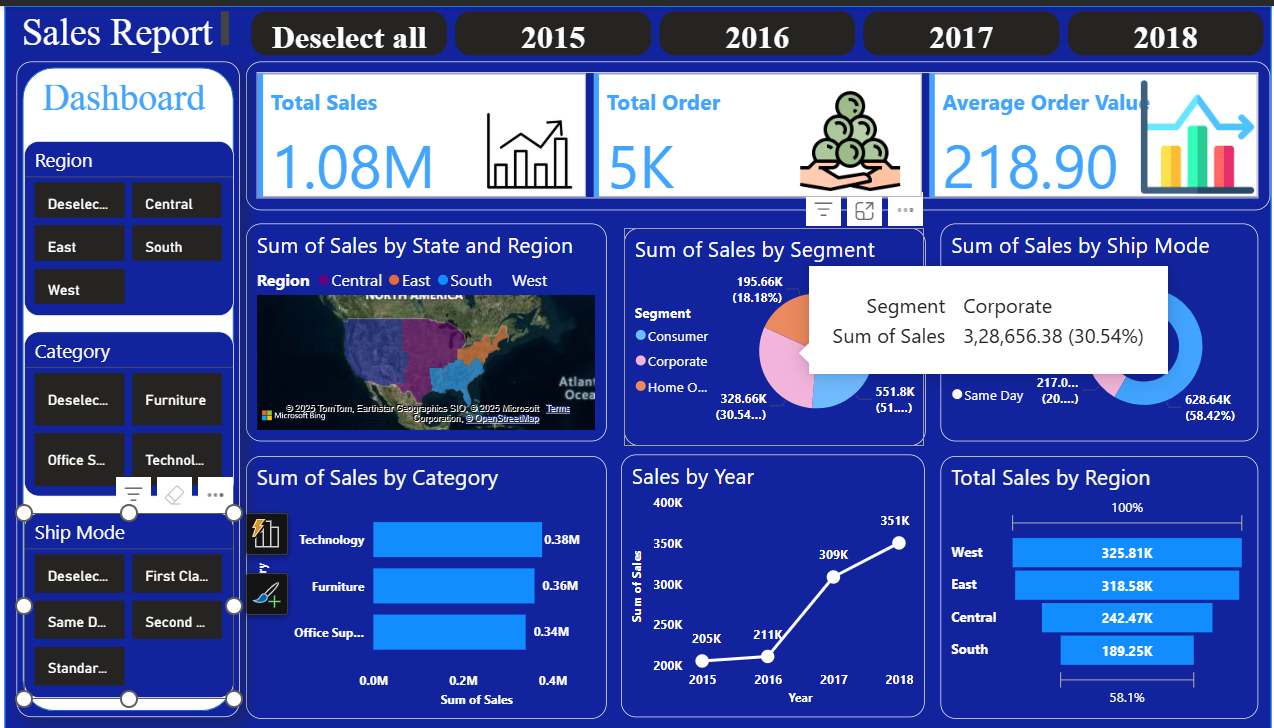 Sales Report
Deselect all
2015
2016
2017
2018
Dashboard
Region
Deselec...
Central
East
South
West
Category
Deselec...
Furniture
Office S...
Technol...
Ship Mode
Deselec...
First Cla...
Same D...
Second ...
Standar...
Total Sales
1.08M
Total Order
5K
Average Order Value
218.90
Sum of Sales by State and Region
Region Central East South West
NORTH AMERICA
Atlant
Ocea
© 2025 TomTom, Earthstar Geographics SIO, © 2025 Microsoft Terms
Microsoft Bing
Corporation, © OpenStreetMap
Sum of Sales by Segment
Segment
Consumer
Corporate
Home O...
195.66K
(18.18%)
328.66K
(30.54...)
551.8K
(51....)
Segment Corporate
Sum of Sales 3,28,656.38 (30.54%)
Sum of Sales by Ship Mode
Same Day
217.0...
(20....)
628.64K
(58.42%)
Sum of Sales by Category
ry
Technology
0.38M
Furniture
0.36M
Office Sup...
0.34M
0.0M
0.2M
0.4M
Sum of Sales
Sales by Year
Sum of Sales
400K
350K
300K
250K
200K
205K
211K
309K
351K
2015
2016
2017
2018
Year
Total Sales by Region
100%
West
325.81K
East
318.58K
Central
242.47K
South
189.25K
58.1%